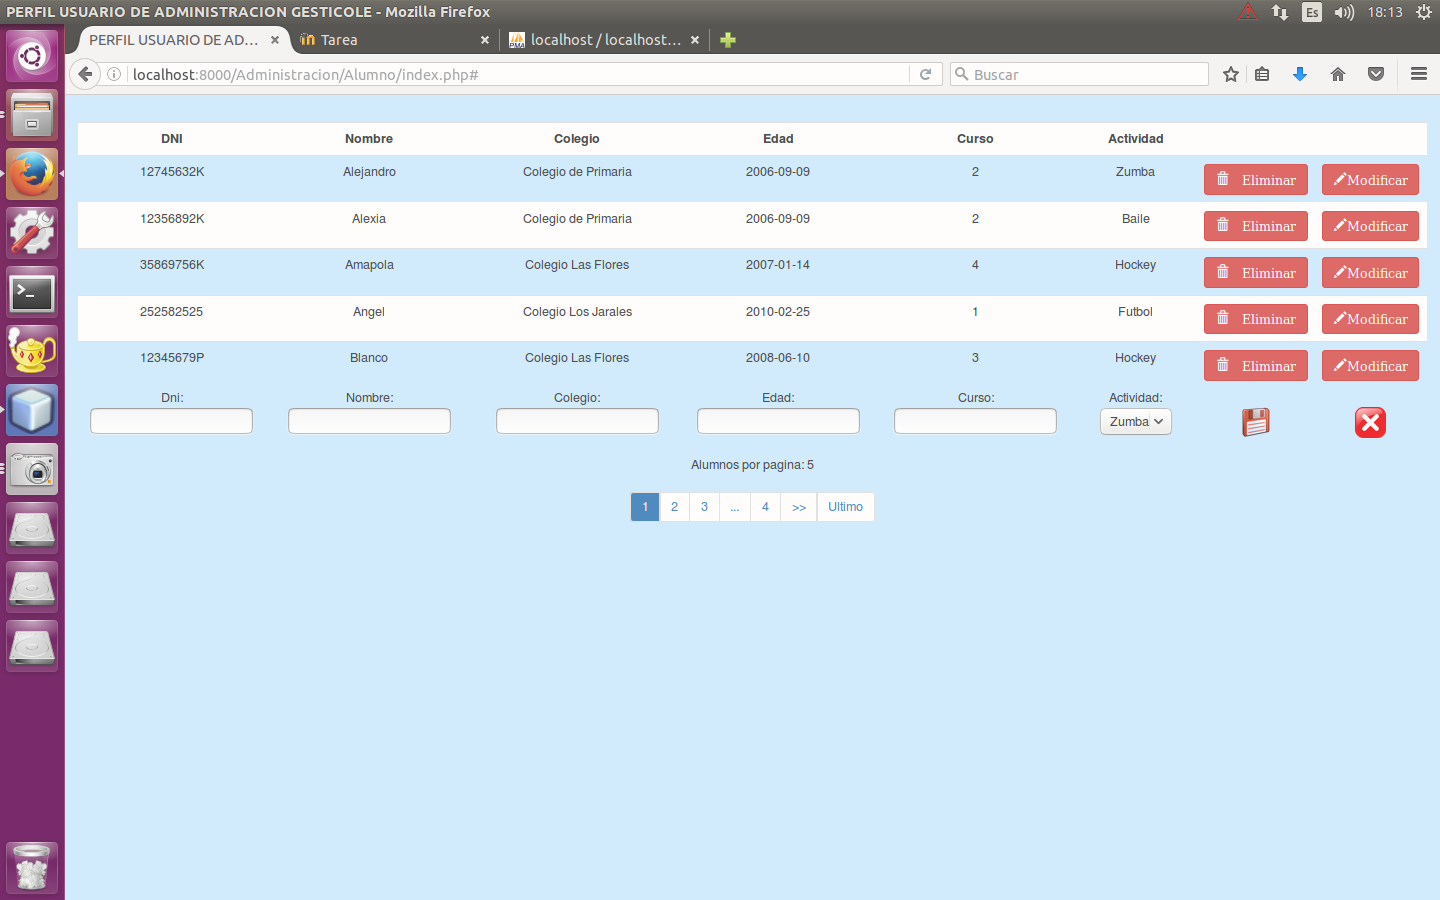 PERFIL USUARIO DE ADMINISTRACION GESTICOLE - Mozilla Firefox
Es
18:13
PERFIL USUARIO DE AD...
Tarea
PMA
localhost / localhost...
localhost:8000/Administracion/Alumno/index.php#
Buscar
DNI Nombre Colegio Edad Curso Actividad
12745632K Alejandro Colegio de Primaria 2006-09-09 2 Zumba Eliminar Modificar
12356892K Alexia Colegio de Primaria 2006-09-09 2 Baile Eliminar Modificar
35869756K Amapola Colegio Las Flores 2007-01-14 4 Hockey Eliminar Modificar
252582525 Angel Colegio Los Jarales 2010-02-25 1 Futbol Eliminar Modificar
12345679P Blanco Colegio Las Flores 2008-06-10 3 Hockey Eliminar Modificar
Dni: Nombre: Colegio: Edad: Curso: Actividad:
Zumba
Alumnos por pagina: 5
1 2 3 ... 4 >> Ultimo